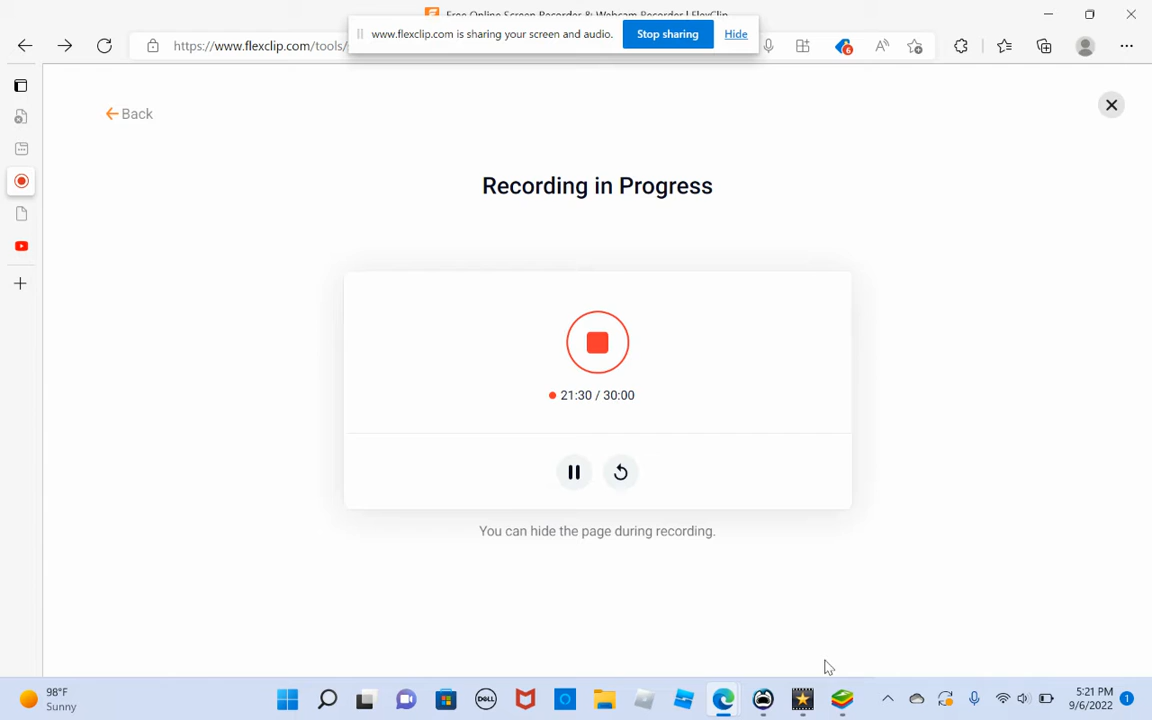 Free Online Screen Recorder & Webcam Recorder | FlexClip
www.flexclip.com is sharing your screen and audio.
Stop sharing
Hide
https://www.flexclip.com/tools/
6
Back
Recording in Progress
21:30 / 30:00
You can hide the page during recording.
98°F
Sunny
DELL
5:21 PM
9/6/2022
1